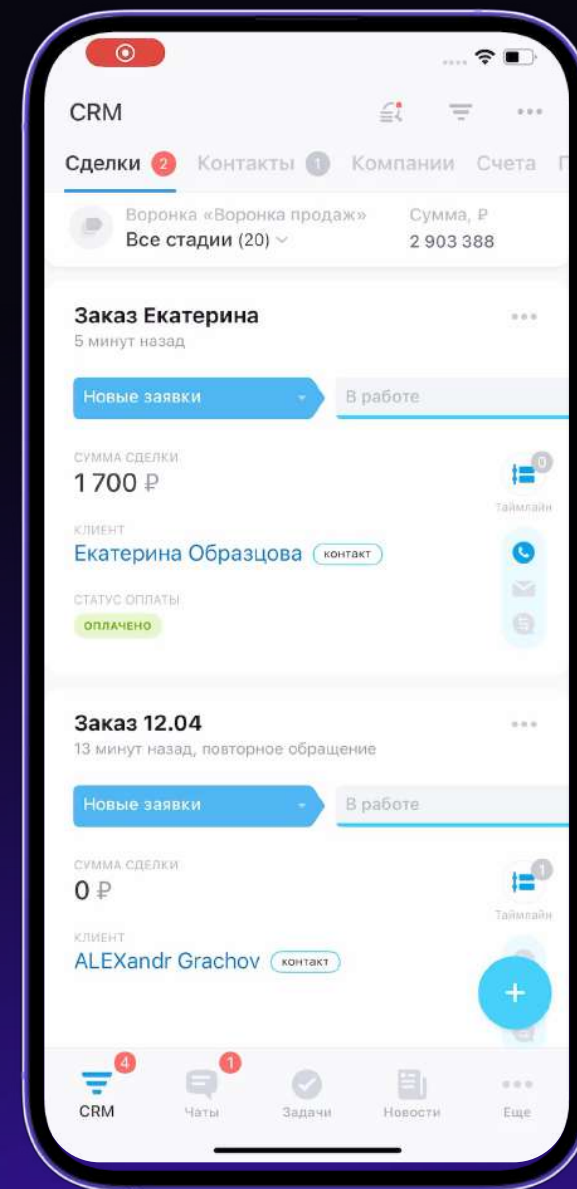 CRM
Сделки 2 Контакты 1 Компании Счета
Воронка «Воронка продаж» Сумма, ₽
Все стадии (20) 2 903 388
Заказ Екатерина
5 минут назад
Новые заявки В работе
СУММА СДЕЛКИ
1 700 ₽
0
Таймлайн
КЛИЕНТ
Екатерина Образцова контакт
СТАТУС ОПЛАТЫ
ОПЛАЧЕНО
Заказ 12.04
13 минут назад, повторное обращение
Новые заявки В работе
СУММА СДЕЛКИ
0 ₽
1
Таймлайн
КЛИЕНТ
ALEXandr Grachov контакт
4 1
CRM Чаты Задачи Новости Еще